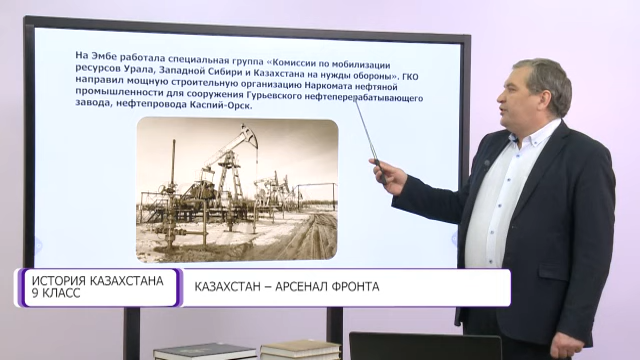 На Эмбе работала специальная группа «Комиссии по мобилизации
ресурсов Урала, Западной Сибири и Казахстана на нужды обороны». ГКО
направил мощную строительную организацию Наркомата нефтяной
промышленности для сооружения Гурьевского нефтеперерабатывающего
завода, нефтепровода Каспий-Орск.
ИСТОРИЯ КАЗАХСТАНА
9 КЛАСС
КАЗАХСТАН – АРСЕНАЛ ФРОНТА